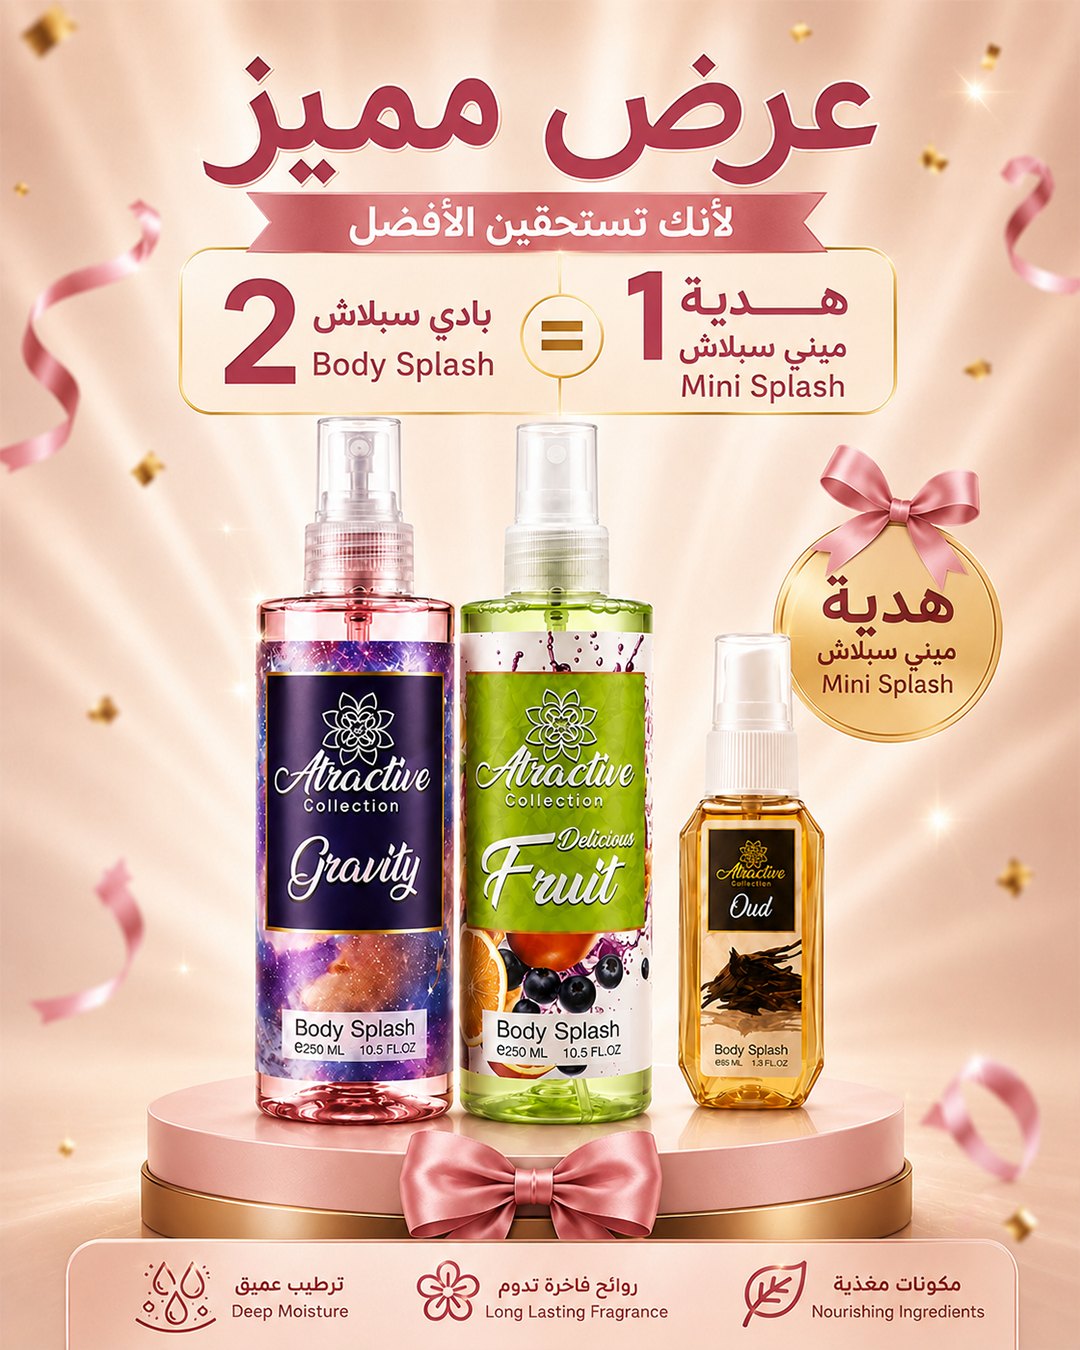 عرض مميز
لأنك تستحقين الأفضل
2 بادي سبلاش
Body Splash
=
1 هـــدية
ميني سبلاش
Mini Splash
هدية
ميني سبلاش
Mini Splash
Atractive
Collection
Gravity
Body Splash
e250 ML 10.5 FL.OZ
Atractive
Collection
Delicious
Fruit
Body Splash
e250 ML 10.5 FL.OZ
Atractive
Collection
Oud
Body Splash
e85 ML 1.3 FL.OZ
ترطيب عميق
Deep Moisture
روائح فاخرة تدوم
Long Lasting Fragrance
مكونات مغذية
Nourishing Ingredients